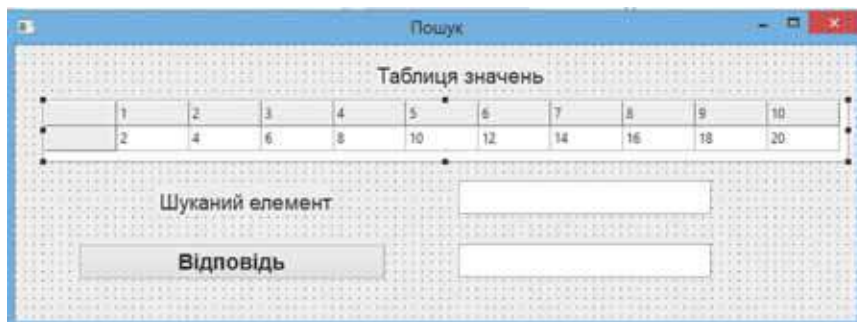 Пошук
Таблиця значень
1 2 3 4 5 6 7 8 9 10
2 4 6 8 10 12 14 16 18 20
Шуканий елемент
Відповідь